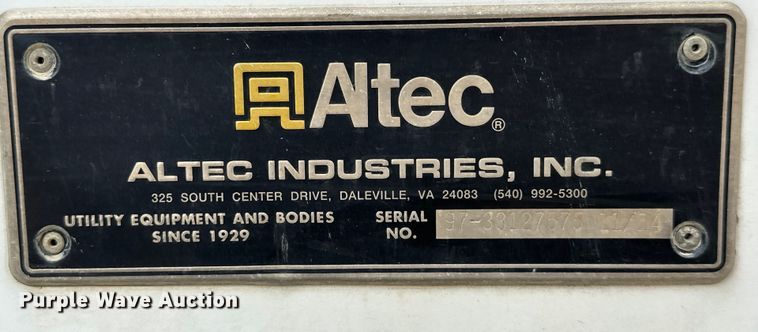 Altec®
ALTEC INDUSTRIES, INC.
325 SOUTH CENTER DRIVE, DALEVILLE, VA 24083 (540) 992-5300
UTILITY EQUIPMENT AND BODIES
SINCE 1929
SERIAL
NO.
Purple Wave Auction